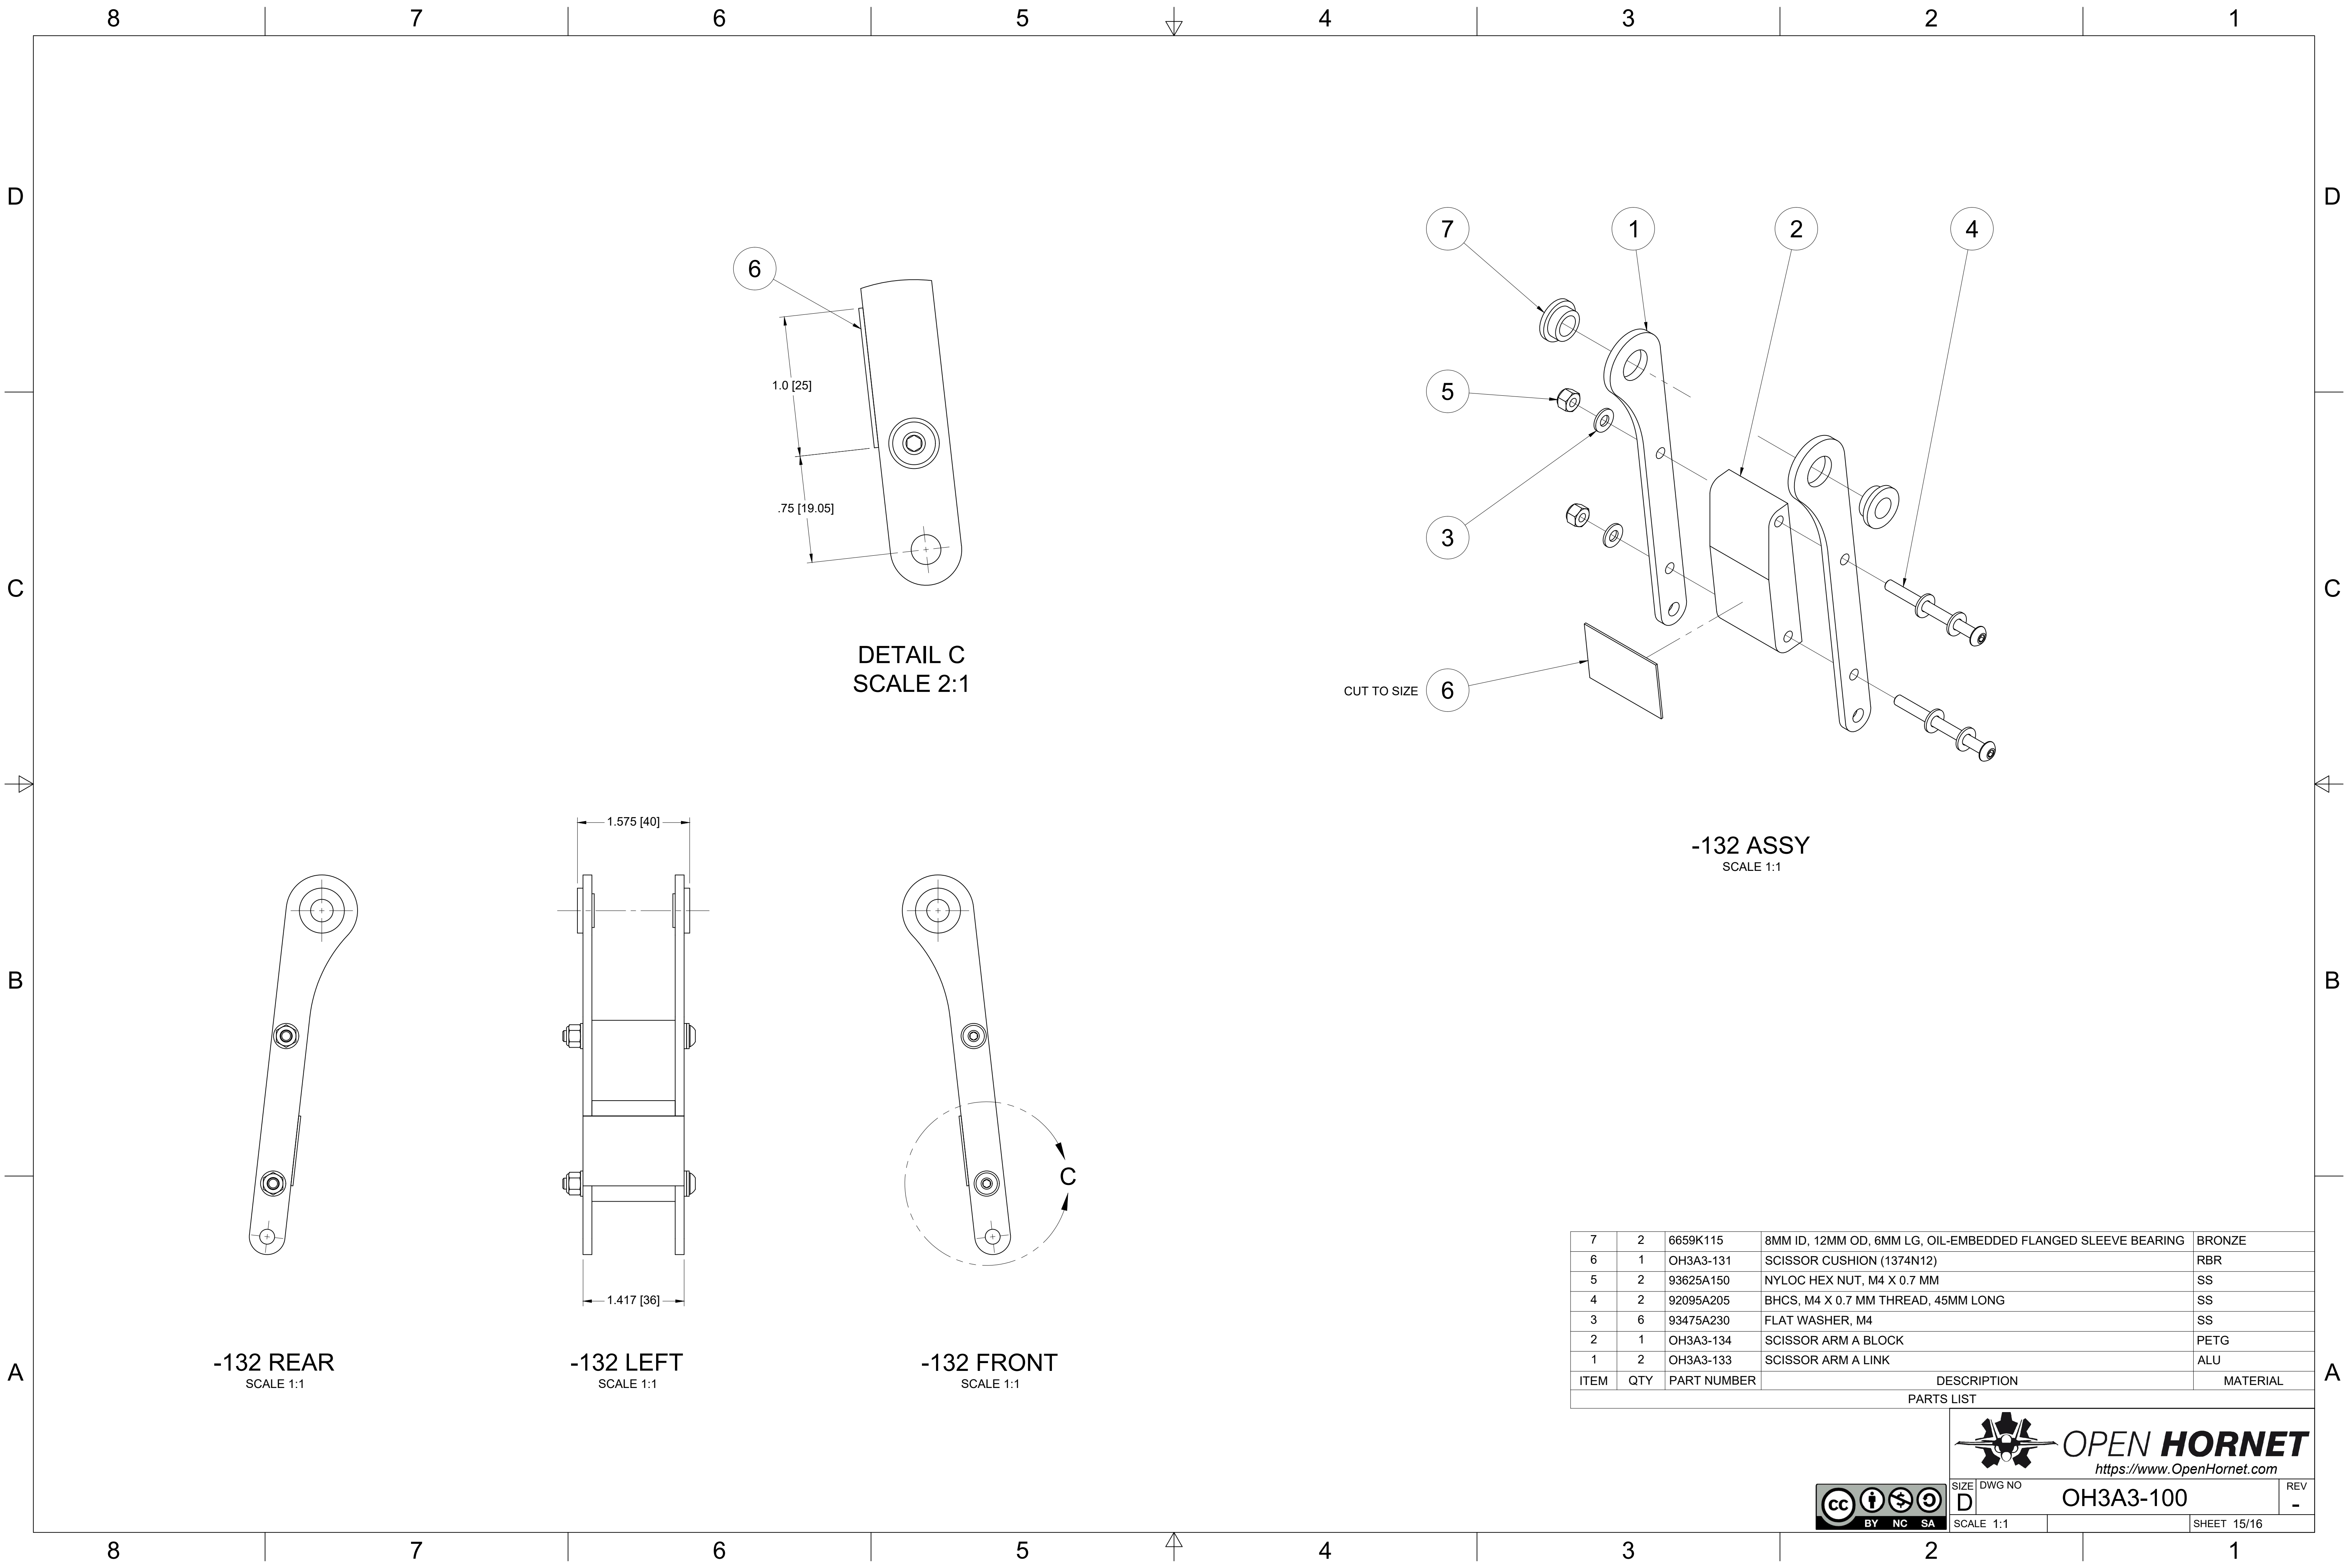 8 7 6 5 4 3 2 1
D D
7 1 2 4
6
5
1.0 [25]
.75 [19.05]
3
C C
DETAIL C
SCALE 2:1
CUT TO SIZE 6
1.575 [40]
-132 ASSY
SCALE 1:1
B B
C
1.417 [36]
-132 REAR
SCALE 1:1
-132 LEFT
SCALE 1:1
-132 FRONT
SCALE 1:1
A A
7 2 6659K115 8MM ID, 12MM OD, 6MM LG, OIL-EMBEDDED FLANGED SLEEVE BEARING BRONZE
6 1 OH3A3-131 SCISSOR CUSHION (1374N12) RBR
5 2 93625A150 NYLOC HEX NUT, M4 X 0.7 MM SS
4 2 92095A205 BHCS, M4 X 0.7 MM THREAD, 45MM LONG SS
3 6 93475A230 FLAT WASHER, M4 SS
2 1 OH3A3-134 SCISSOR ARM A BLOCK PETG
1 2 OH3A3-133 SCISSOR ARM A LINK ALU
ITEM QTY PART NUMBER DESCRIPTION MATERIAL
PARTS LIST
OPEN HORNET
https://www.OpenHornet.com
cc BY NC SA
SIZE D DWG NO OH3A3-100 REV -
SCALE 1:1 SHEET 15/16
8 7 6 5 4 3 2 1